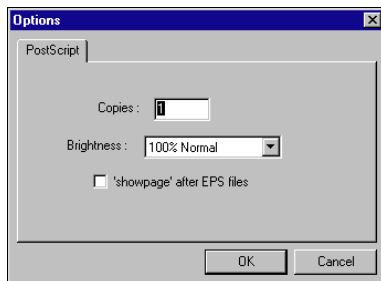 Options
PostScript
Copies : 1
Brightness : 100% Normal
'showpage' after EPS files
OK Cancel